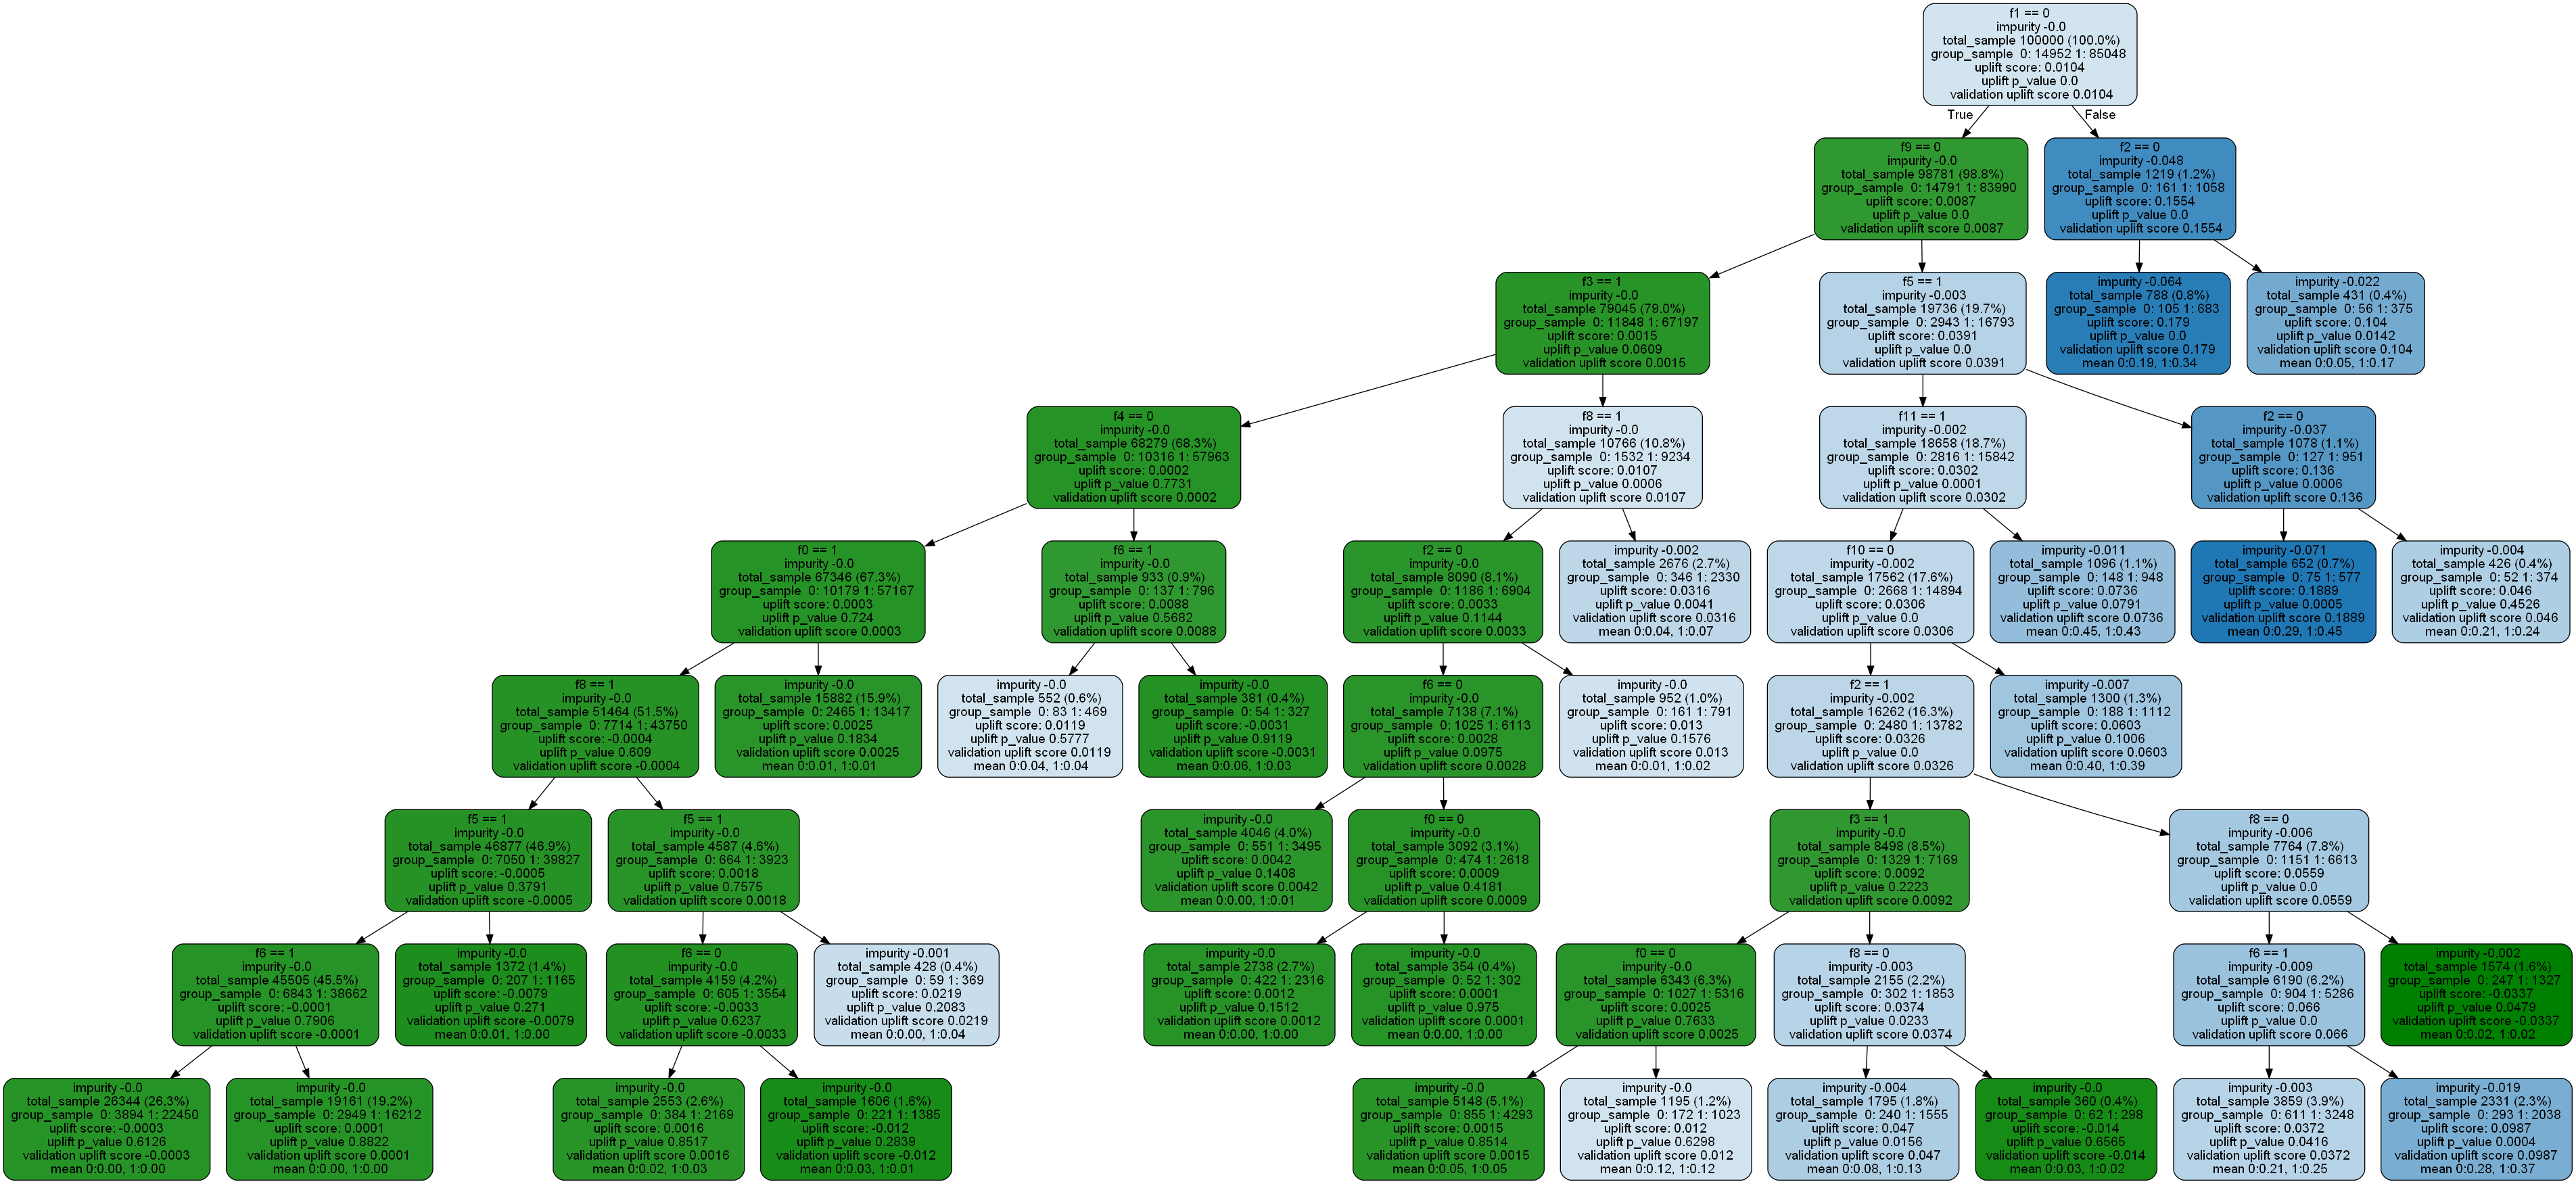 f1 == 0
impurity -0.0
total_sample 100000 (100.0%)
group_sample  0: 14952 1: 85048
uplift score: 0.0104
uplift p_value 0.0
validation uplift score 0.0104
True
False
f9 == 0
impurity -0.0
total_sample 98781 (98.8%)
group_sample  0: 14791 1: 83990
uplift score: 0.0087
uplift p_value 0.0
validation uplift score 0.0087
f2 == 0
impurity -0.048
total_sample 1219 (1.2%)
group_sample  0: 161 1: 1058
uplift score: 0.1554
uplift p_value 0.0
validation uplift score 0.1554
f3 == 1
impurity -0.0
total_sample 79045 (79.0%)
group_sample  0: 11848 1: 67197
uplift score: 0.0015
uplift p_value 0.0609
validation uplift score 0.0015
f5 == 1
impurity -0.003
total_sample 19736 (19.7%)
group_sample  0: 2943 1: 16793
uplift score: 0.0391
uplift p_value 0.0
validation uplift score 0.0391
impurity -0.064
total_sample 788 (0.8%)
group_sample  0: 105 1: 683
uplift score: 0.179
uplift p_value 0.0
validation uplift score 0.179
mean 0:0.19, 1:0.34
impurity -0.022
total_sample 431 (0.4%)
group_sample  0: 56 1: 375
uplift score: 0.104
uplift p_value 0.0142
validation uplift score 0.104
mean 0:0.05, 1:0.17
f4 == 0
impurity -0.0
total_sample 68279 (68.3%)
group_sample  0: 10316 1: 57963
uplift score: 0.0002
uplift p_value 0.7731
validation uplift score 0.0002
f8 == 1
impurity -0.0
total_sample 10766 (10.8%)
group_sample  0: 1532 1: 9234
uplift score: 0.0107
uplift p_value 0.0006
validation uplift score 0.0107
f11 == 1
impurity -0.002
total_sample 18658 (18.7%)
group_sample  0: 2816 1: 15842
uplift score: 0.0302
uplift p_value 0.0001
validation uplift score 0.0302
f2 == 0
impurity -0.037
total_sample 1078 (1.1%)
group_sample  0: 127 1: 951
uplift score: 0.136
uplift p_value 0.0006
validation uplift score 0.136
f0 == 1
impurity -0.0
total_sample 67346 (67.3%)
group_sample  0: 10179 1: 57167
uplift score: 0.0003
uplift p_value 0.724
validation uplift score 0.0003
f6 == 1
impurity -0.0
total_sample 933 (0.9%)
group_sample  0: 137 1: 796
uplift score: 0.0088
uplift p_value 0.5682
validation uplift score 0.0088
f2 == 0
impurity -0.0
total_sample 8090 (8.1%)
group_sample  0: 1186 1: 6904
uplift score: 0.0033
uplift p_value 0.1144
validation uplift score 0.0033
impurity -0.002
total_sample 2676 (2.7%)
group_sample  0: 346 1: 2330
uplift score: 0.0316
uplift p_value 0.0041
validation uplift score 0.0316
mean 0:0.04, 1:0.07
f10 == 0
impurity -0.002
total_sample 17562 (17.6%)
group_sample  0: 2668 1: 14894
uplift score: 0.0306
uplift p_value 0.0
validation uplift score 0.0306
impurity -0.011
total_sample 1096 (1.1%)
group_sample  0: 148 1: 948
uplift score: 0.0736
uplift p_value 0.0791
validation uplift score 0.0736
mean 0:0.45, 1:0.43
impurity -0.071
total_sample 652 (0.7%)
group_sample  0: 75 1: 577
uplift score: 0.1889
uplift p_value 0.0005
validation uplift score 0.1889
mean 0:0.29, 1:0.45
impurity -0.004
total_sample 426 (0.4%)
group_sample  0: 52 1: 374
uplift score: 0.046
uplift p_value 0.4526
validation uplift score 0.046
mean 0:0.21, 1:0.24
f8 == 1
impurity -0.0
total_sample 51464 (51.5%)
group_sample  0: 7714 1: 43750
uplift score: -0.0004
uplift p_value 0.609
validation uplift score -0.0004
impurity -0.0
total_sample 15882 (15.9%)
group_sample  0: 2465 1: 13417
uplift score: 0.0025
uplift p_value 0.1834
validation uplift score 0.0025
mean 0:0.01, 1:0.01
impurity -0.0
total_sample 552 (0.6%)
group_sample  0: 83 1: 469
uplift score: 0.0119
uplift p_value 0.5777
validation uplift score 0.0119
mean 0:0.04, 1:0.04
impurity -0.0
total_sample 381 (0.4%)
group_sample  0: 54 1: 327
uplift score: -0.0031
uplift p_value 0.9119
validation uplift score -0.0031
mean 0:0.06, 1:0.03
f6 == 0
impurity -0.0
total_sample 7138 (7.1%)
group_sample  0: 1025 1: 6113
uplift score: 0.0028
uplift p_value 0.0975
validation uplift score 0.0028
impurity -0.0
total_sample 952 (1.0%)
group_sample  0: 161 1: 791
uplift score: 0.013
uplift p_value 0.1576
validation uplift score 0.013
mean 0:0.01, 1:0.02
f2 == 1
impurity -0.002
total_sample 16262 (16.3%)
group_sample  0: 2480 1: 13782
uplift score: 0.0326
uplift p_value 0.0
validation uplift score 0.0326
impurity -0.007
total_sample 1300 (1.3%)
group_sample  0: 188 1: 1112
uplift score: 0.0603
uplift p_value 0.1006
validation uplift score 0.0603
mean 0:0.40, 1:0.39
f5 == 1
impurity -0.0
total_sample 46877 (46.9%)
group_sample  0: 7050 1: 39827
uplift score: -0.0005
uplift p_value 0.3791
validation uplift score -0.0005
f5 == 1
impurity -0.0
total_sample 4587 (4.6%)
group_sample  0: 664 1: 3923
uplift score: 0.0018
uplift p_value 0.7575
validation uplift score 0.0018
impurity -0.0
total_sample 4046 (4.0%)
group_sample  0: 551 1: 3495
uplift score: 0.0042
uplift p_value 0.1408
validation uplift score 0.0042
mean 0:0.00, 1:0.01
f0 == 0
impurity -0.0
total_sample 3092 (3.1%)
group_sample  0: 474 1: 2618
uplift score: 0.0009
uplift p_value 0.4181
validation uplift score 0.0009
f3 == 1
impurity -0.0
total_sample 8498 (8.5%)
group_sample  0: 1329 1: 7169
uplift score: 0.0092
uplift p_value 0.2223
validation uplift score 0.0092
f8 == 0
impurity -0.006
total_sample 7764 (7.8%)
group_sample  0: 1151 1: 6613
uplift score: 0.0559
uplift p_value 0.0
validation uplift score 0.0559
f6 == 1
impurity -0.0
total_sample 45505 (45.5%)
group_sample  0: 6843 1: 38662
uplift score: -0.0001
uplift p_value 0.7906
validation uplift score -0.0001
impurity -0.0
total_sample 1372 (1.4%)
group_sample  0: 207 1: 1165
uplift score: -0.0079
uplift p_value 0.271
validation uplift score -0.0079
mean 0:0.01, 1:0.00
f6 == 0
impurity -0.0
total_sample 4159 (4.2%)
group_sample  0: 605 1: 3554
uplift score: -0.0033
uplift p_value 0.6237
validation uplift score -0.0033
impurity -0.001
total_sample 428 (0.4%)
group_sample  0: 59 1: 369
uplift score: 0.0219
uplift p_value 0.2083
validation uplift score 0.0219
mean 0:0.00, 1:0.04
impurity -0.0
total_sample 2738 (2.7%)
group_sample  0: 422 1: 2316
uplift score: 0.0012
uplift p_value 0.1512
validation uplift score 0.0012
mean 0:0.00, 1:0.00
impurity -0.0
total_sample 354 (0.4%)
group_sample  0: 52 1: 302
uplift score: 0.0001
uplift p_value 0.975
validation uplift score 0.0001
mean 0:0.00, 1:0.00
f0 == 0
impurity -0.0
total_sample 6343 (6.3%)
group_sample  0: 1027 1: 5316
uplift score: 0.0025
uplift p_value 0.7633
validation uplift score 0.0025
f8 == 0
impurity -0.003
total_sample 2155 (2.2%)
group_sample  0: 302 1: 1853
uplift score: 0.0374
uplift p_value 0.0233
validation uplift score 0.0374
f6 == 1
impurity -0.009
total_sample 6190 (6.2%)
group_sample  0: 904 1: 5286
uplift score: 0.066
uplift p_value 0.0
validation uplift score 0.066
impurity -0.002
total_sample 1574 (1.6%)
group_sample  0: 247 1: 1327
uplift score: -0.0337
uplift p_value 0.0479
validation uplift score -0.0337
mean 0:0.02, 1:0.02
impurity -0.0
total_sample 26344 (26.3%)
group_sample  0: 3894 1: 22450
uplift score: -0.0003
uplift p_value 0.6126
validation uplift score -0.0003
mean 0:0.00, 1:0.00
impurity -0.0
total_sample 19161 (19.2%)
group_sample  0: 2949 1: 16212
uplift score: 0.0001
uplift p_value 0.8822
validation uplift score 0.0001
mean 0:0.00, 1:0.00
impurity -0.0
total_sample 2553 (2.6%)
group_sample  0: 384 1: 2169
uplift score: 0.0016
uplift p_value 0.8517
validation uplift score 0.0016
mean 0:0.02, 1:0.03
impurity -0.0
total_sample 1606 (1.6%)
group_sample  0: 221 1: 1385
uplift score: -0.012
uplift p_value 0.2839
validation uplift score -0.012
mean 0:0.03, 1:0.01
impurity -0.0
total_sample 5148 (5.1%)
group_sample  0: 855 1: 4293
uplift score: 0.0015
uplift p_value 0.8514
validation uplift score 0.0015
mean 0:0.05, 1:0.05
impurity -0.0
total_sample 1195 (1.2%)
group_sample  0: 172 1: 1023
uplift score: 0.012
uplift p_value 0.6298
validation uplift score 0.012
mean 0:0.12, 1:0.12
impurity -0.004
total_sample 1795 (1.8%)
group_sample  0: 240 1: 1555
uplift score: 0.047
uplift p_value 0.0156
validation uplift score 0.047
mean 0:0.08, 1:0.13
impurity -0.0
total_sample 360 (0.4%)
group_sample  0: 62 1: 298
uplift score: -0.014
uplift p_value 0.6565
validation uplift score -0.014
mean 0:0.03, 1:0.02
impurity -0.003
total_sample 3859 (3.9%)
group_sample  0: 611 1: 3248
uplift score: 0.0372
uplift p_value 0.0416
validation uplift score 0.0372
mean 0:0.21, 1:0.25
impurity -0.019
total_sample 2331 (2.3%)
group_sample  0: 293 1: 2038
uplift score: 0.0987
uplift p_value 0.0004
validation uplift score 0.0987
mean 0:0.28, 1:0.37